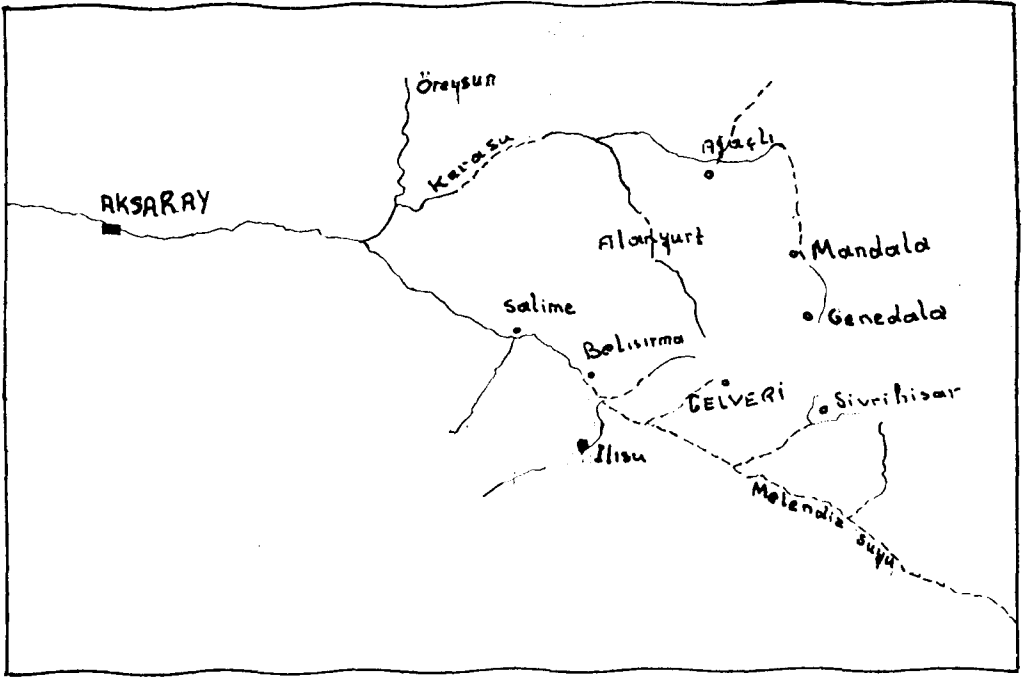 Öreysun
Karasu
Ağaçlı
AKSARAY
Alanyurt
Mandala
Salime
Genedala
Belısırma
GELVERİ
Sivrihisar
Ilısu
Melendiz suyu